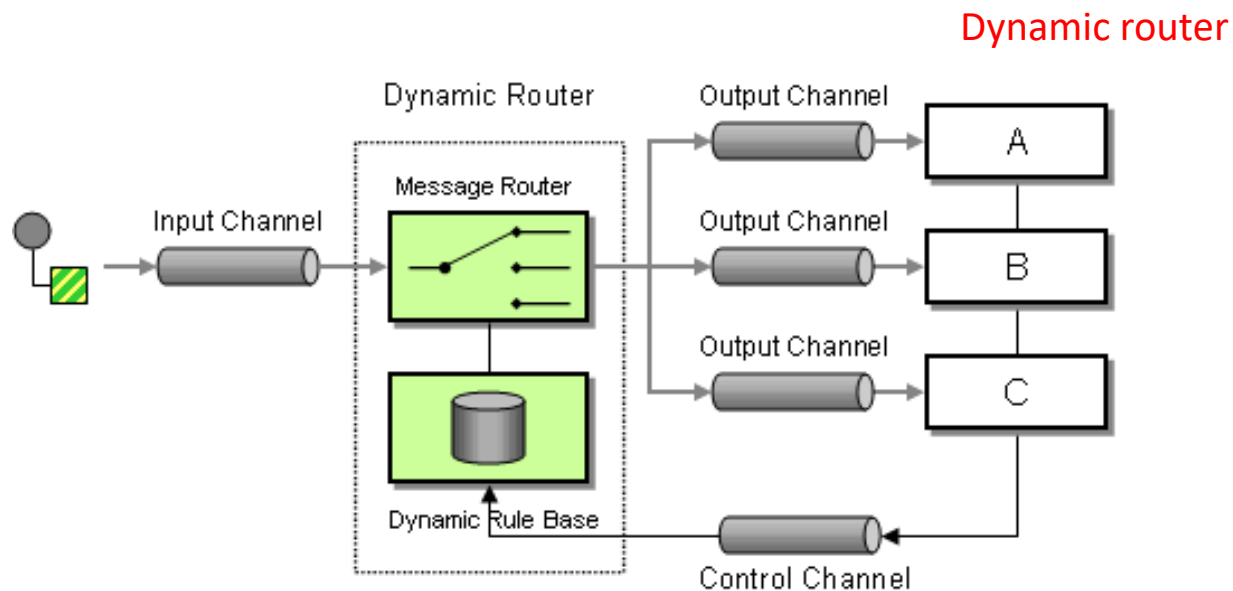 Dynamic router
Dynamic Router
Output Channel
A
Message Router
Input Channel
Output Channel
B
Output Channel
C
Dynamic Rule Base
Control Channel